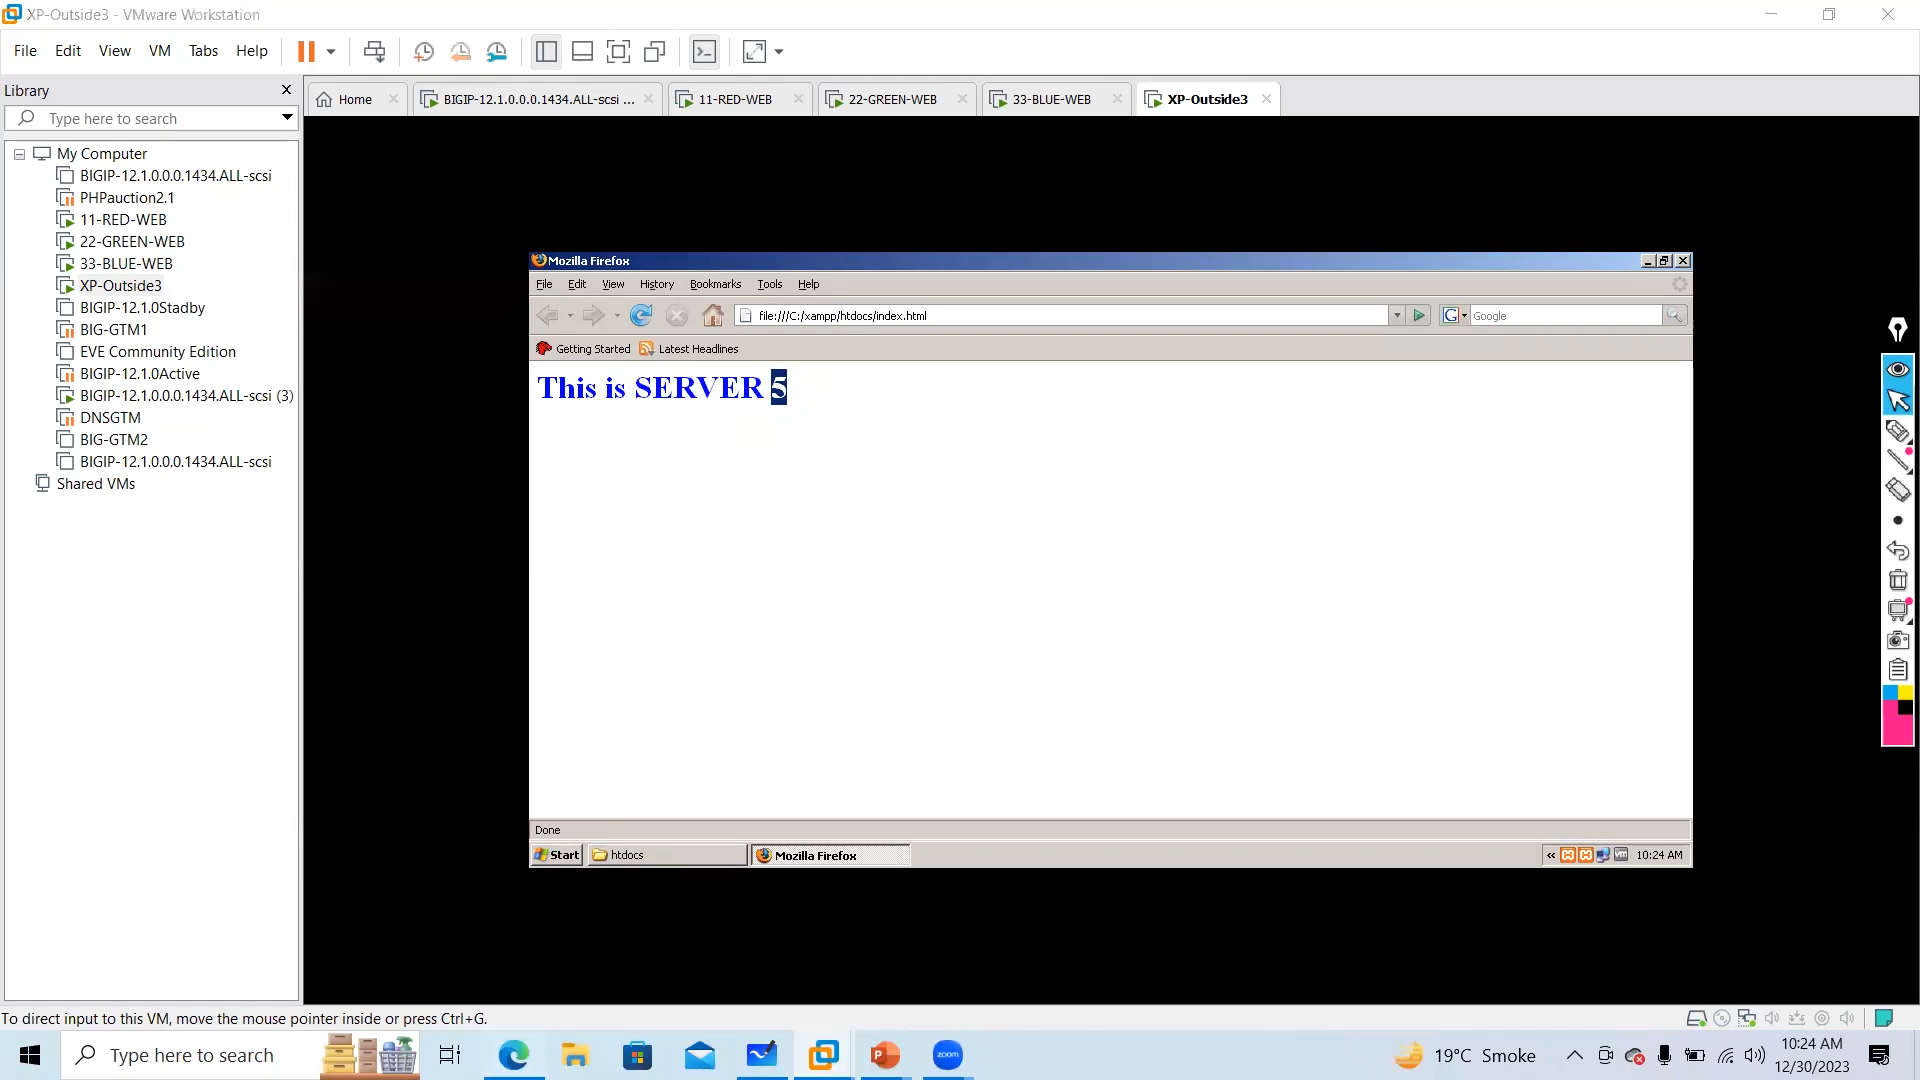 XP-Outside3 - VMware Workstation
File Edit View VM Tabs Help
Library
Type here to search
My Computer
BIGIP-12.1.0.0.0.1434.ALL-scsi
PHPauction2.1
11-RED-WEB
22-GREEN-WEB
33-BLUE-WEB
XP-Outside3
BIGIP-12.1.0Stadby
BIG-GTM1
EVE Community Edition
BIGIP-12.1.0Active
BIGIP-12.1.0.0.0.1434.ALL-scsi (3)
DNSGTM
BIG-GTM2
BIGIP-12.1.0.0.0.1434.ALL-scsi
Shared VMs
Home BIGIP-12.1.0.0.0.1434.ALL-scsi ... 11-RED-WEB 22-GREEN-WEB 33-BLUE-WEB XP-Outside3
Mozilla Firefox
File Edit View History Bookmarks Tools Help
file:///C:/xampp/htdocs/index.html
G Google
Getting Started Latest Headlines
This is SERVER 5
Done
Start htdocs Mozilla Firefox « vm 10:24 AM
To direct input to this VM, move the mouse pointer inside or press Ctrl+G.
Type here to search zoom 19°C Smoke 10:24 AM
12/30/2023